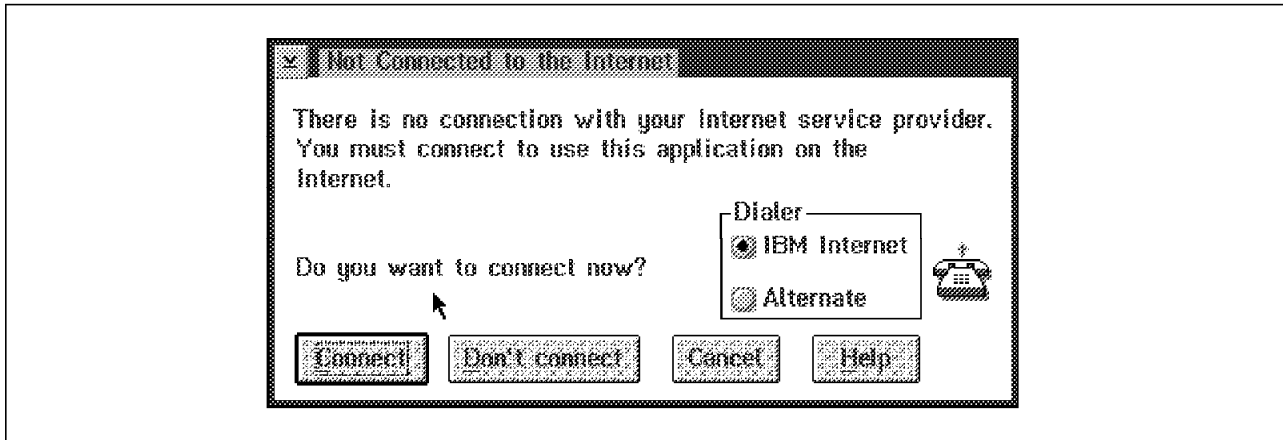 Not Connected to the Internet
There is no connection with your Internet service provider.
You must connect to use this application on the
Internet.
Dialer
IBM Internet
Do you want to connect now?
Alternate
Connect
Don't connect
Cancel
Help